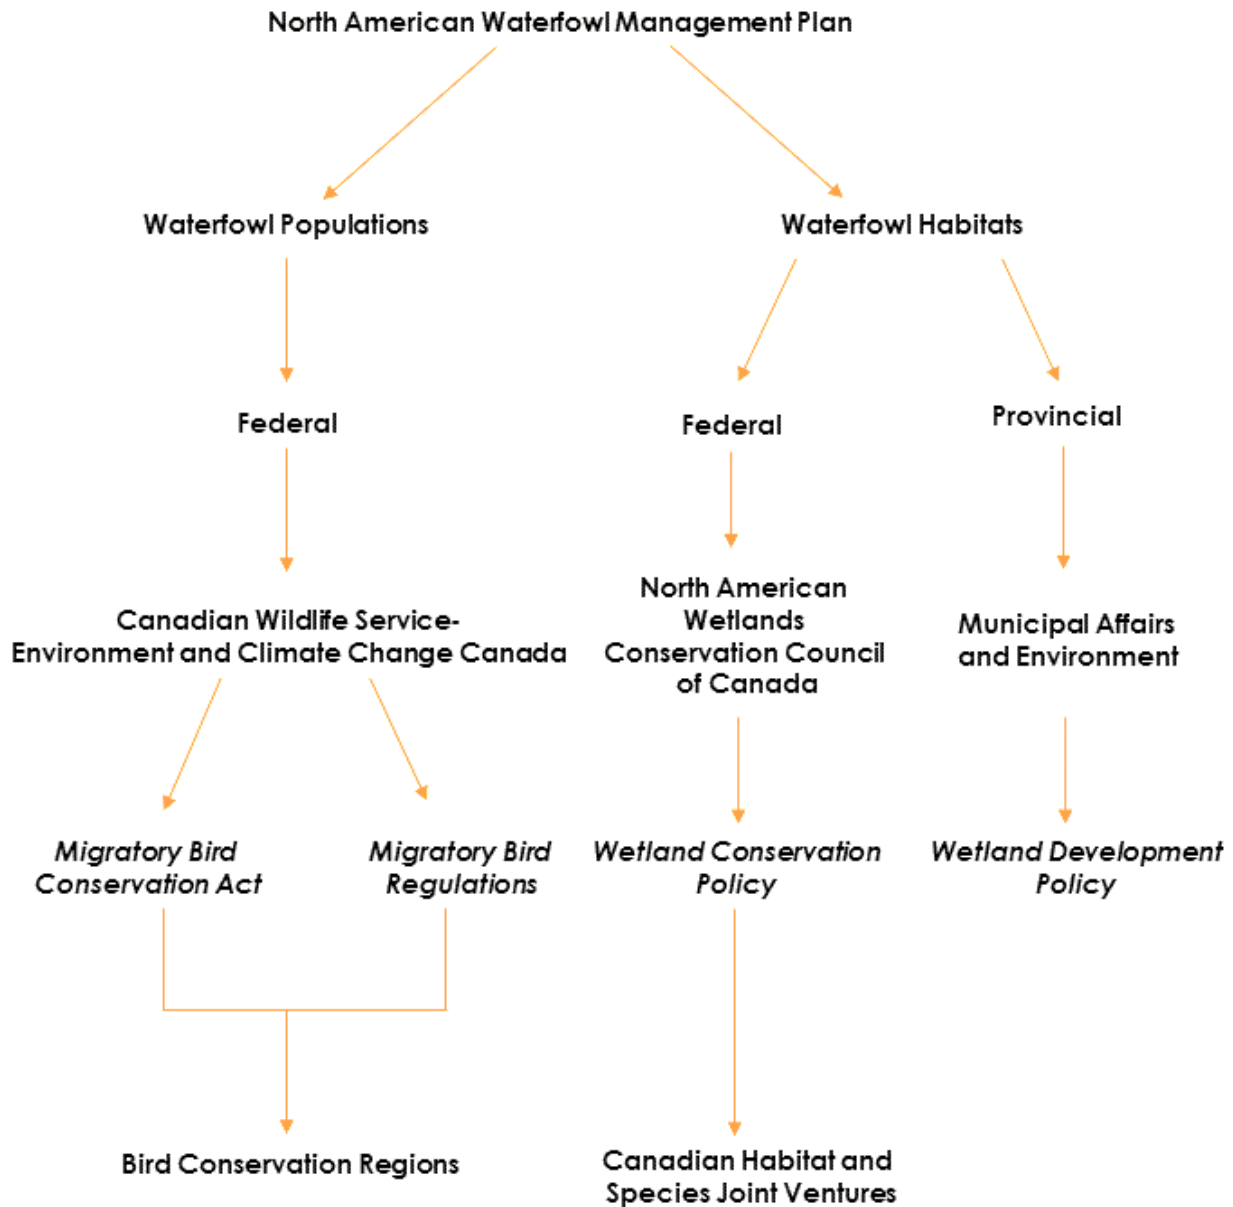 North American Waterfowl Management Plan
Waterfowl Populations
Waterfowl Habitats
Federal
Federal
Provincial
Canadian Wildlife Service-
Environment and Climate Change Canada
North American
Wetlands
Conservation Council
of Canada
Municipal Affairs
and Environment
Migratory Bird
Conservation Act
Migratory Bird
Regulations
Wetland Conservation
Policy
Wetland Development
Policy
Bird Conservation Regions
Canadian Habitat and
Species Joint Ventures